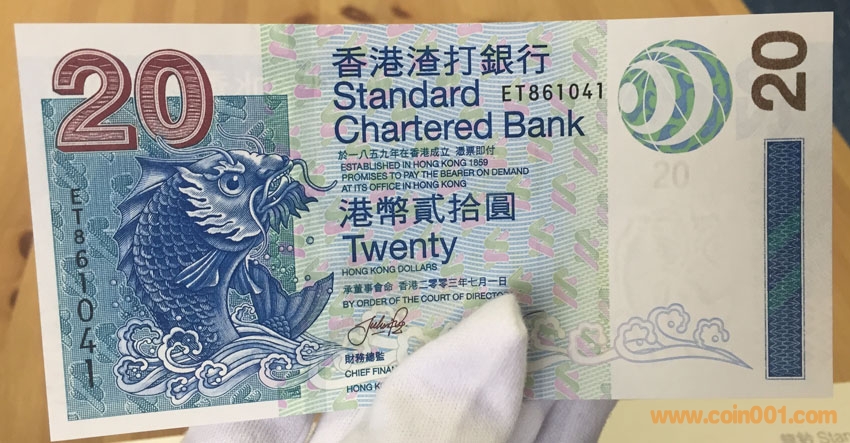 20
香港渣打銀行
Standard
Chartered Bank
ET861041
20
於一八五九年在香港成立 憑票即付
ESTABLISHED IN HONG KONG 1859
PROMISES TO PAY THE BEARER ON DEMAND
AT ITS OFFICE IN HONG KONG
港幣貳拾圓
Twenty
HONG KONG DOLLARS
承董事會命 香港二零零三年七月一日
BY ORDER OF THE COURT OF DIRECTO
財務總監
CHIEF FINAN
HONG K
ET861041
20
www.coin001.com
Stan